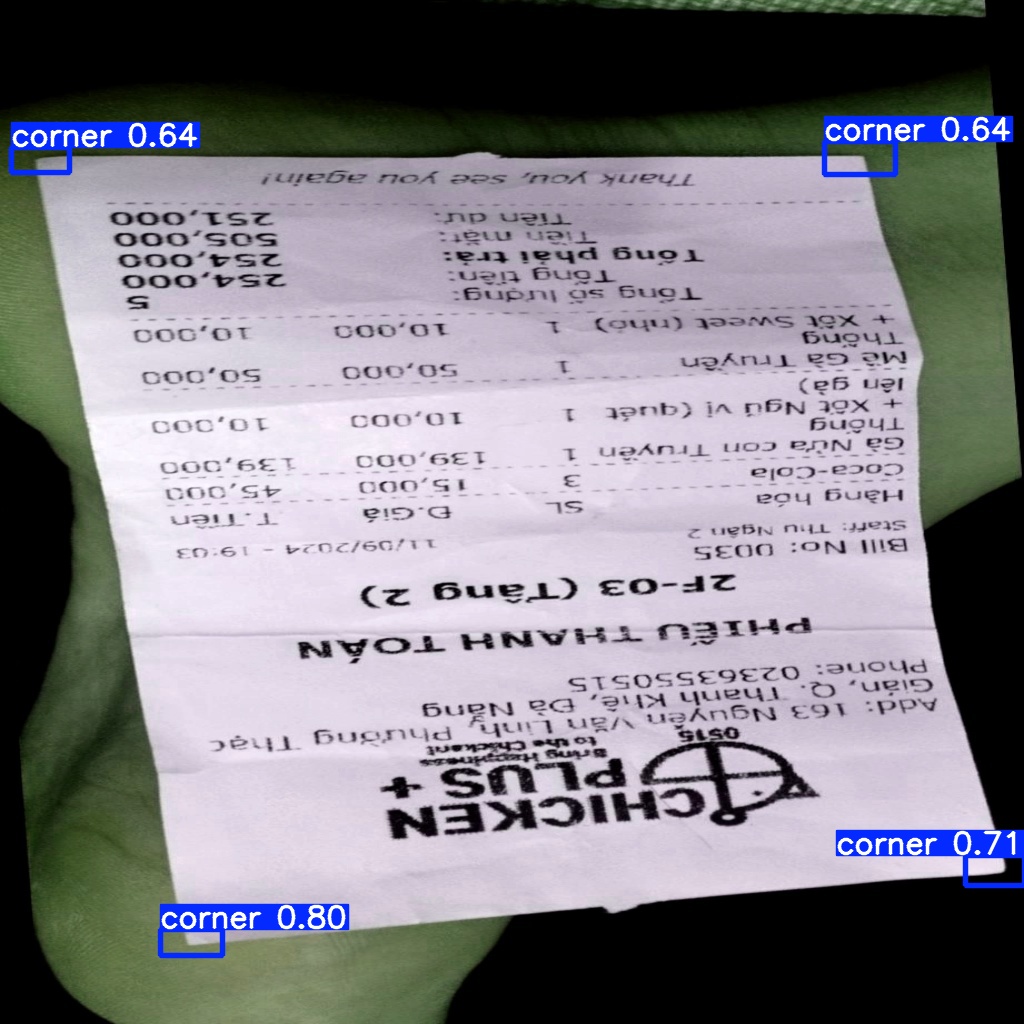 corner 0.64
corner 0.64
CHICKEN
PLUS +
Bring Happiness
to the Chickent
0515
Add: 163 Nguyễn Văn Linh, Phường Thạc
Gián, Q. Thanh Khê, Đà Nẵng
Phone: 02363550515
PHIẾU THANH TOÁN
2F-03 (Tầng 2)
Bill No: 0035 11/09/2024 - 19:03
Staff: Thu Ngân 2
Hàng hóa SL Đ.Giá T.Tiền
Coca-Cola 3 15,000 45,000
Gà Nửa con Truyền 1 139,000 139,000
Thống
+ Xốt Ngũ vị (quét 1 10,000 10,000
lên gà)
Mề Gà Truyền 1 50,000 50,000
Thống
+ Xốt Sweet (nhỏ) 1 10,000 10,000
Tổng số lượng: 5
Tổng tiền: 254,000
Tổng phải trả: 254,000
Tiền mặt: 505,000
Tiền dư: 251,000
Thank you, see you again!
corner 0.71
corner 0.80